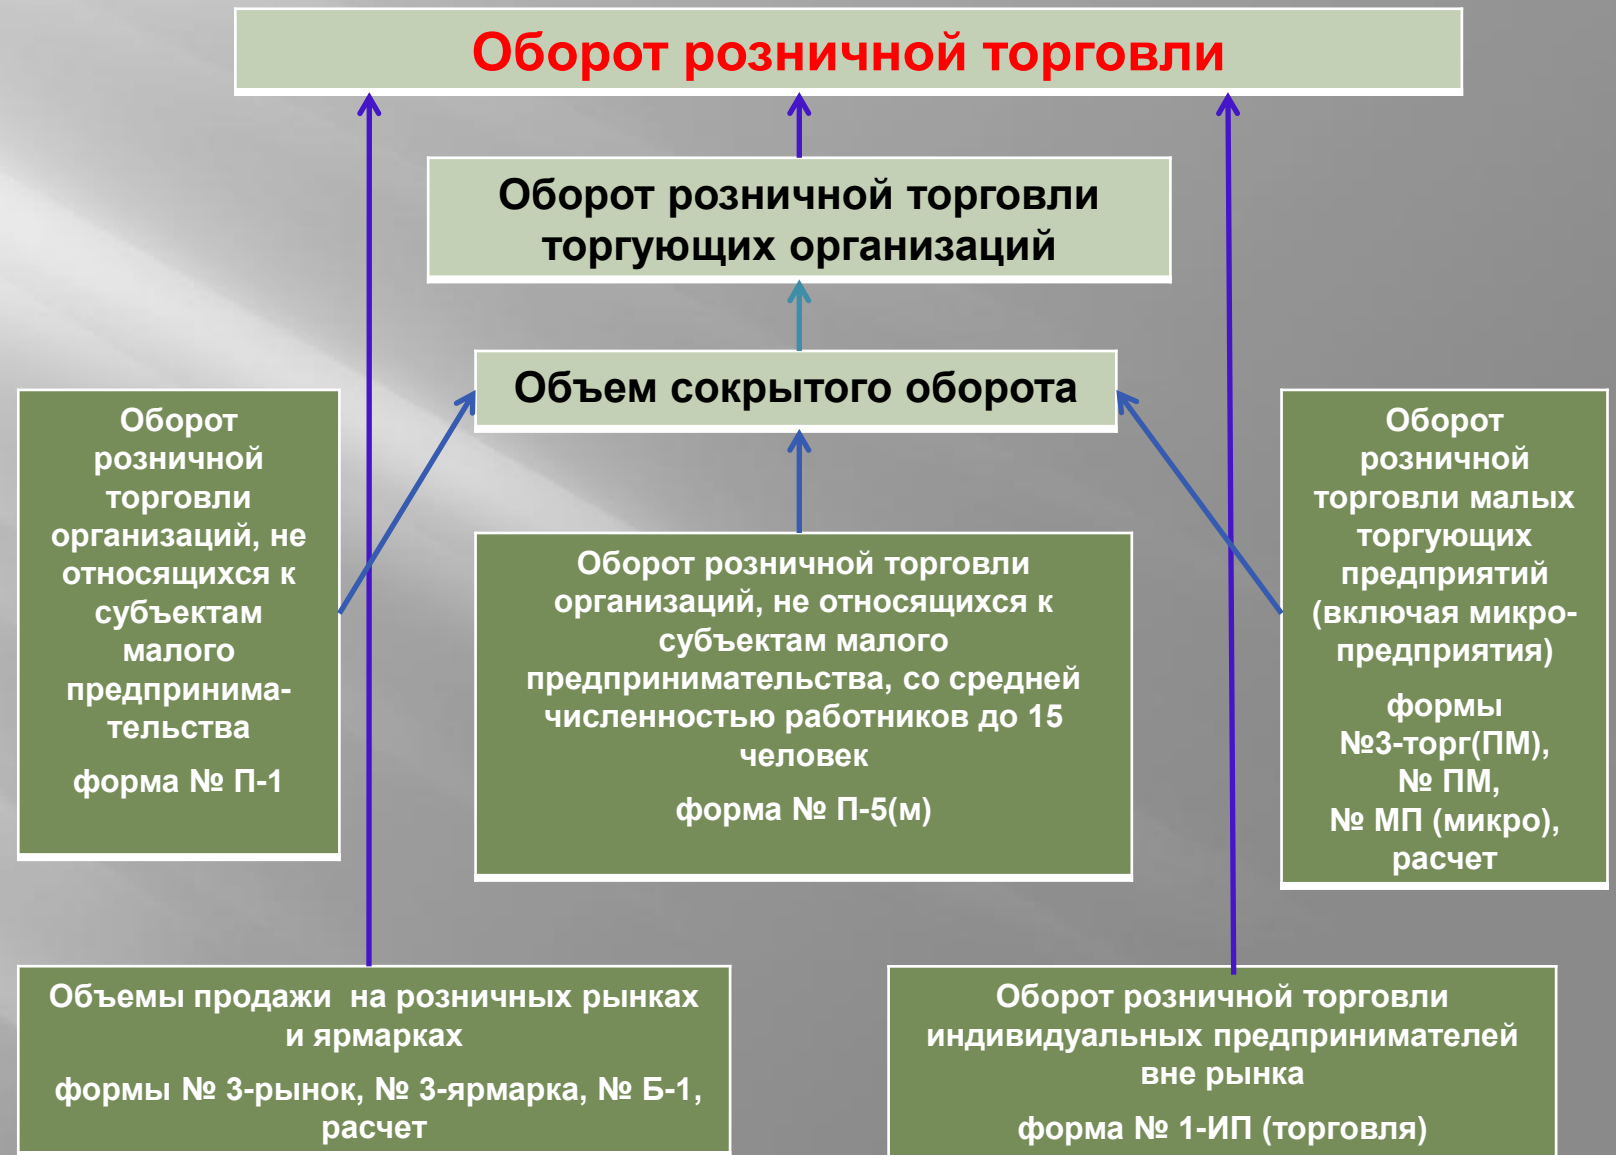 Оборот розничной торговли
Оборот розничной торговли
торгующих организаций
Объем сокрытого оборота
Оборот
розничной
торговли
организаций, не
относящихся к
субъектам
малого
предпринима-
тельства
форма № П-1
Оборот розничной торговли
организаций, не относящихся к
субъектам малого
предпринимательства, со средней
численностью работников до 15
человек
форма № П-5(м)
Оборот
розничной
торговли малых
торгующих
предприятий
(включая микро-
предприятия)
формы
№3-торг(ПМ),
№ ПМ,
№ МП (микро),
расчет
Объемы продажи  на розничных рынках
и ярмарках
формы № 3-рынок, № 3-ярмарка, № Б-1,
расчет
Оборот розничной торговли
индивидуальных предпринимателей
вне рынка
форма № 1-ИП (торговля)